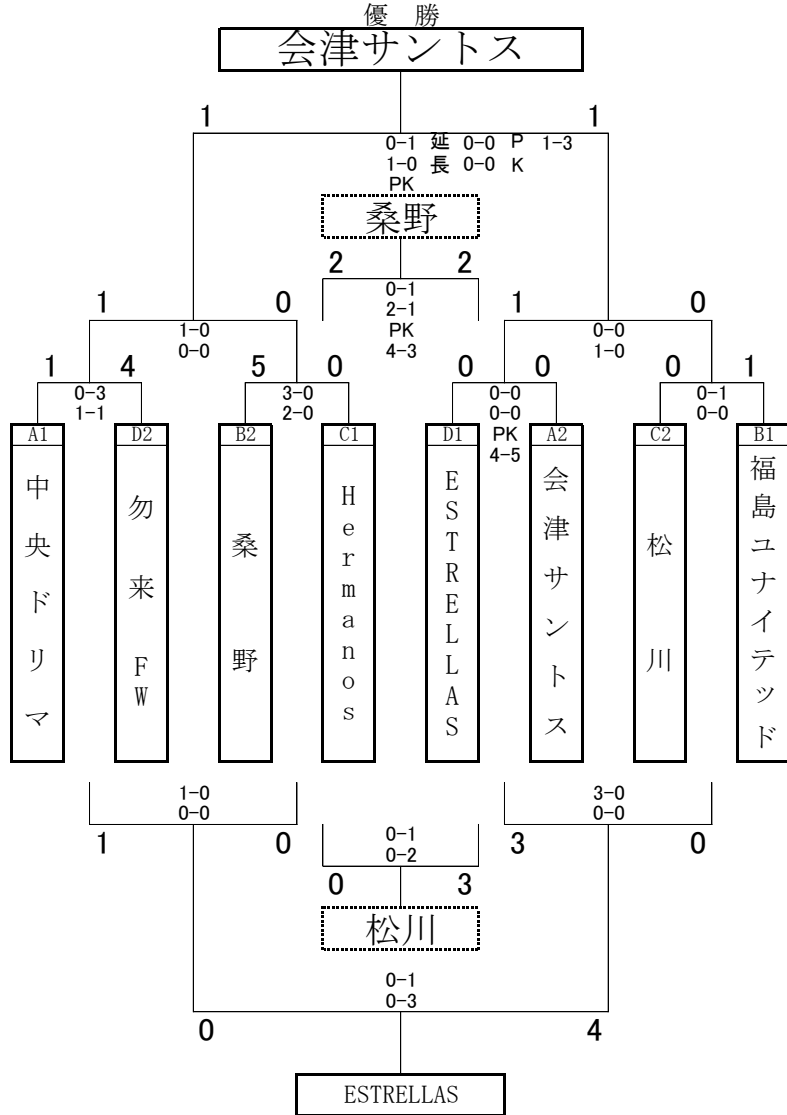 優 勝
会津サントス
1 1
0-1 延 0-0 P 1-3
1-0 長 0-0 K
PK
桑野
2 2
0-1
2-1
PK
4-3
1 0 1 0
1-0 0-0
0-0 1-0
1 4 5 0 0 0 0 1
0-3 3-0 0-0 0-1
1-1 2-0 0-0 0-0
PK
4-5
A1 D2 B2 C1 D1 A2 C2 B1
中央ドリマ
勿来FW
桑野
Hermanos
ESTRELLAS
会津サントス
松川
福島ユナイテッド
1-0 3-0
0-0 0-0
1 0 3 0
0-1
0-2
0 3
松川
0-1
0-3
0 4
ESTRELLAS